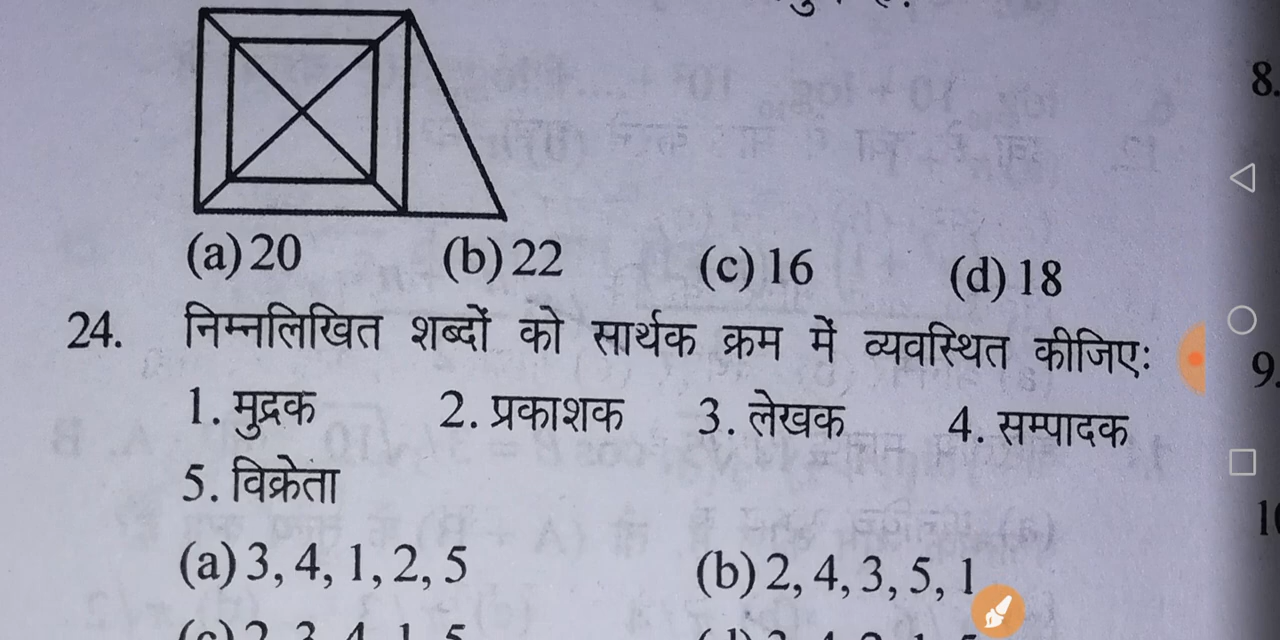 (a) 20 (b) 22 (c) 16 (d) 18
8.
24. निम्नलिखित शब्दों को सार्थक क्रम में व्यवस्थित कीजिए:
9.
1. मुद्रक 2. प्रकाशक 3. लेखक 4. सम्पादक
5. विक्रेता
(a) 3, 4, 1, 2, 5 (b) 2, 4, 3, 5, 1